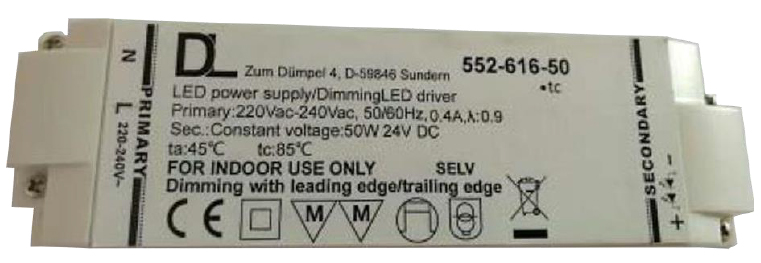 DL Zum Dümpel 4, D-59846 Sundern 552-616-50
•tc
LED power supply/DimmingLED driver
Primary:220Vac-240Vac, 50/60Hz, 0.4A,λ:0.9
Sec.:Constant voltage:50W 24V DC
ta:45℃ tc:85℃
FOR INDOOR USE ONLY SELV
Dimming with leading edge/trailing edge
CE M M
N
L 220-240V~
PRIMARY
SECONDARY
+ -